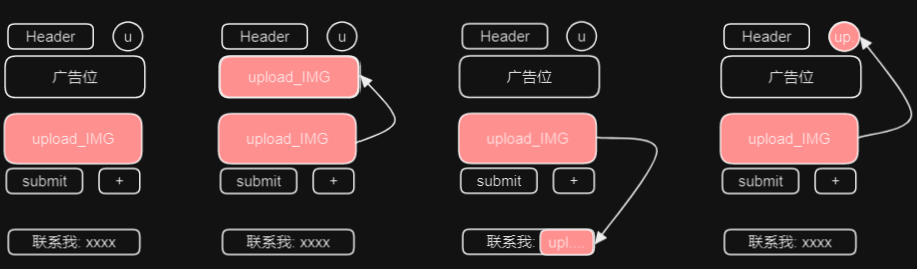 Header u
广告位
upload_IMG
submit +
联系我: xxxx
Header u
upload_IMG
upload_IMG
submit +
联系我: xxxx
Header u
广告位
upload_IMG
submit +
联系我: upl....
Header up
广告位
upload_IMG
submit +
联系我: xxxx